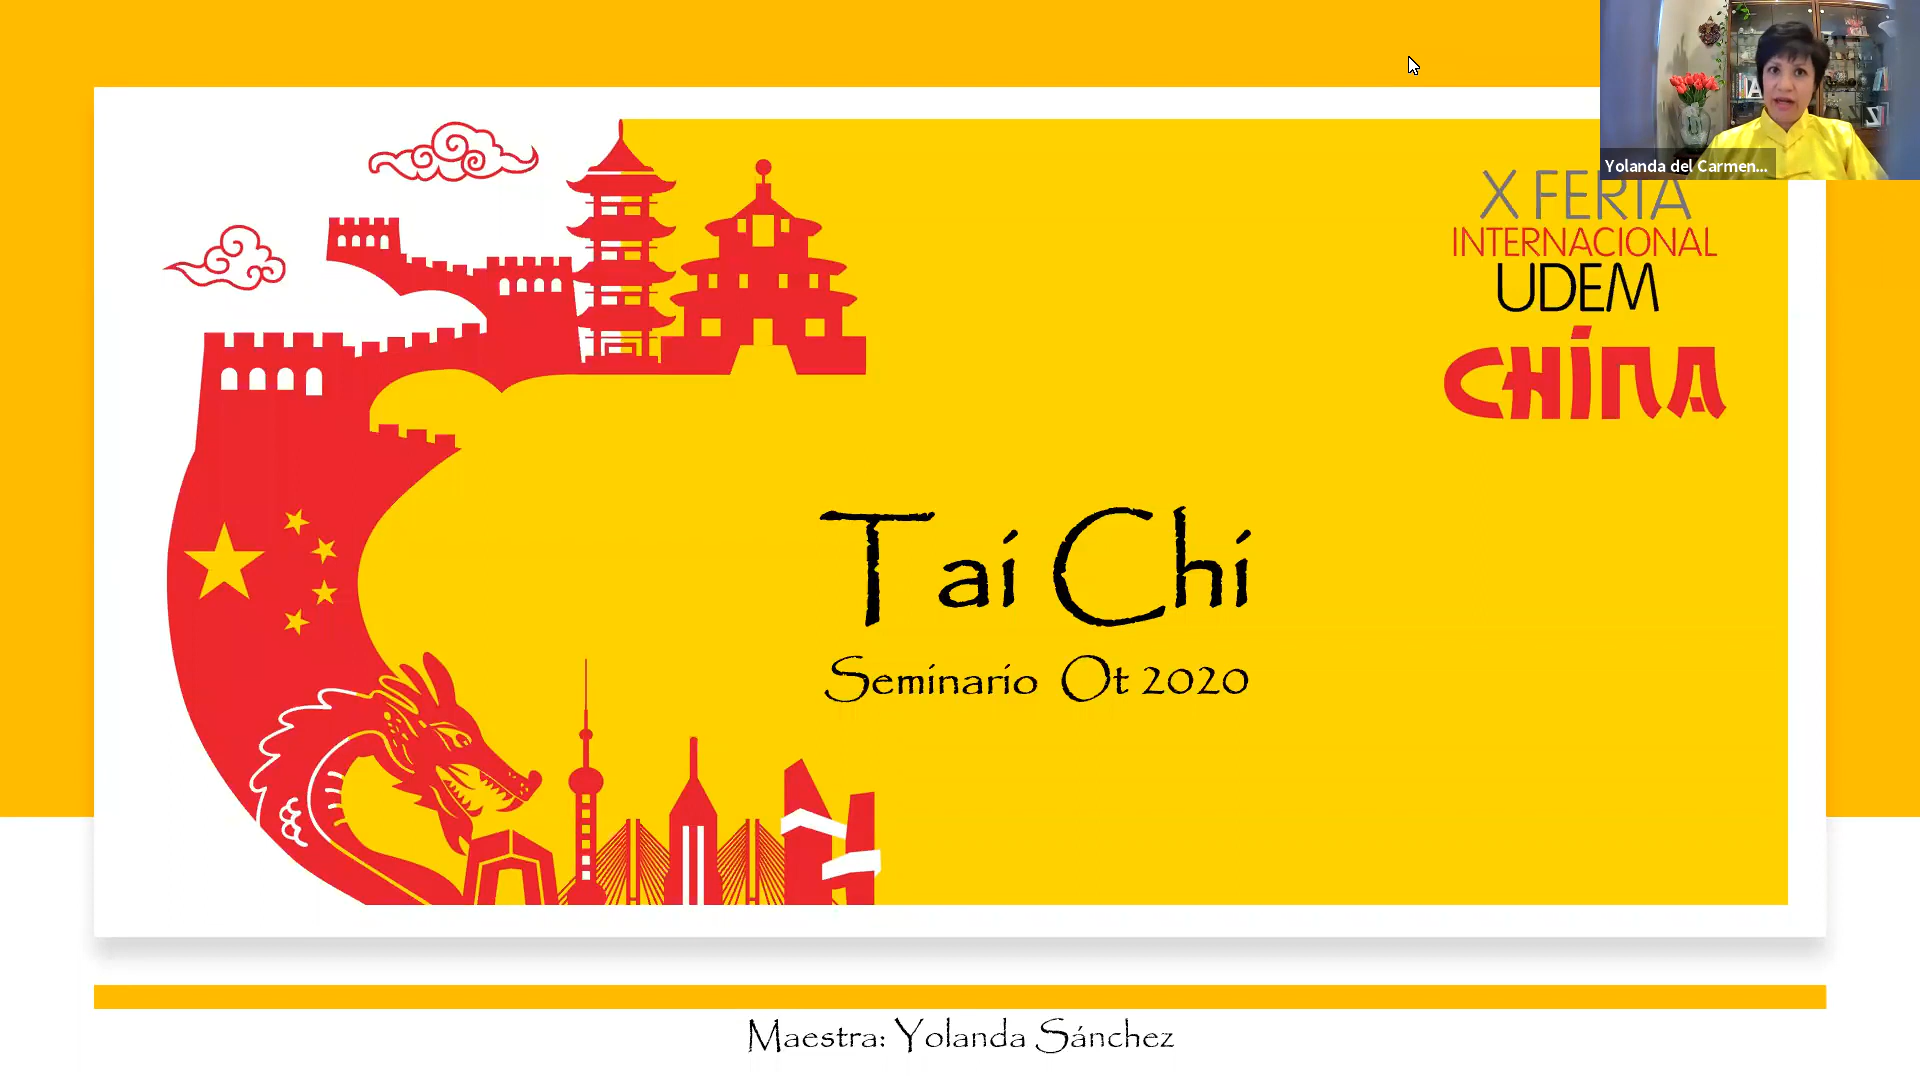 Yolanda del Carmen...
X FERIA
INTERNACIONAL
UDEM
CHINA
Tai Chi
Seminario Ot 2020
Maestra: Yolanda Sánchez